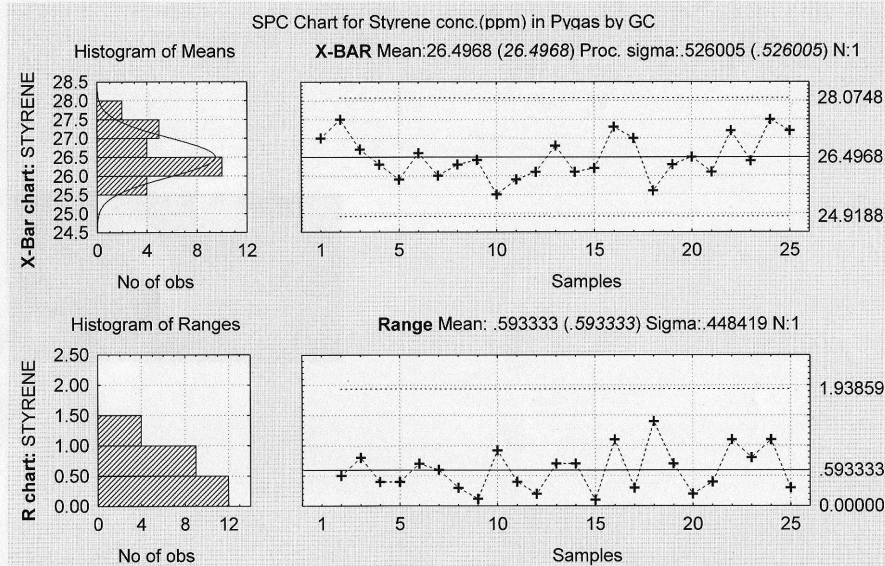 SPC Chart for Styrene conc.(ppm) in Pygas by GC
Histogram of Means
X-BAR Mean:26.4968 (26.4968) Proc. sigma:.526005 (.526005) N:1
X-Bar chart: STYRENE
28.5
28.0
27.5
27.0
26.5
26.0
25.5
25.0
24.5
0 4 8 12
No of obs
28.0748
26.4968
24.9188
1 5 10 15 20 25
Samples
Histogram of Ranges
Range Mean: .593333 (.593333) Sigma:.448419 N:1
R chart: STYRENE
2.50
2.00
1.50
1.00
0.50
0.00
0 4 8 12
No of obs
1.93859
.593333
0.00000
1 5 10 15 20 25
Samples